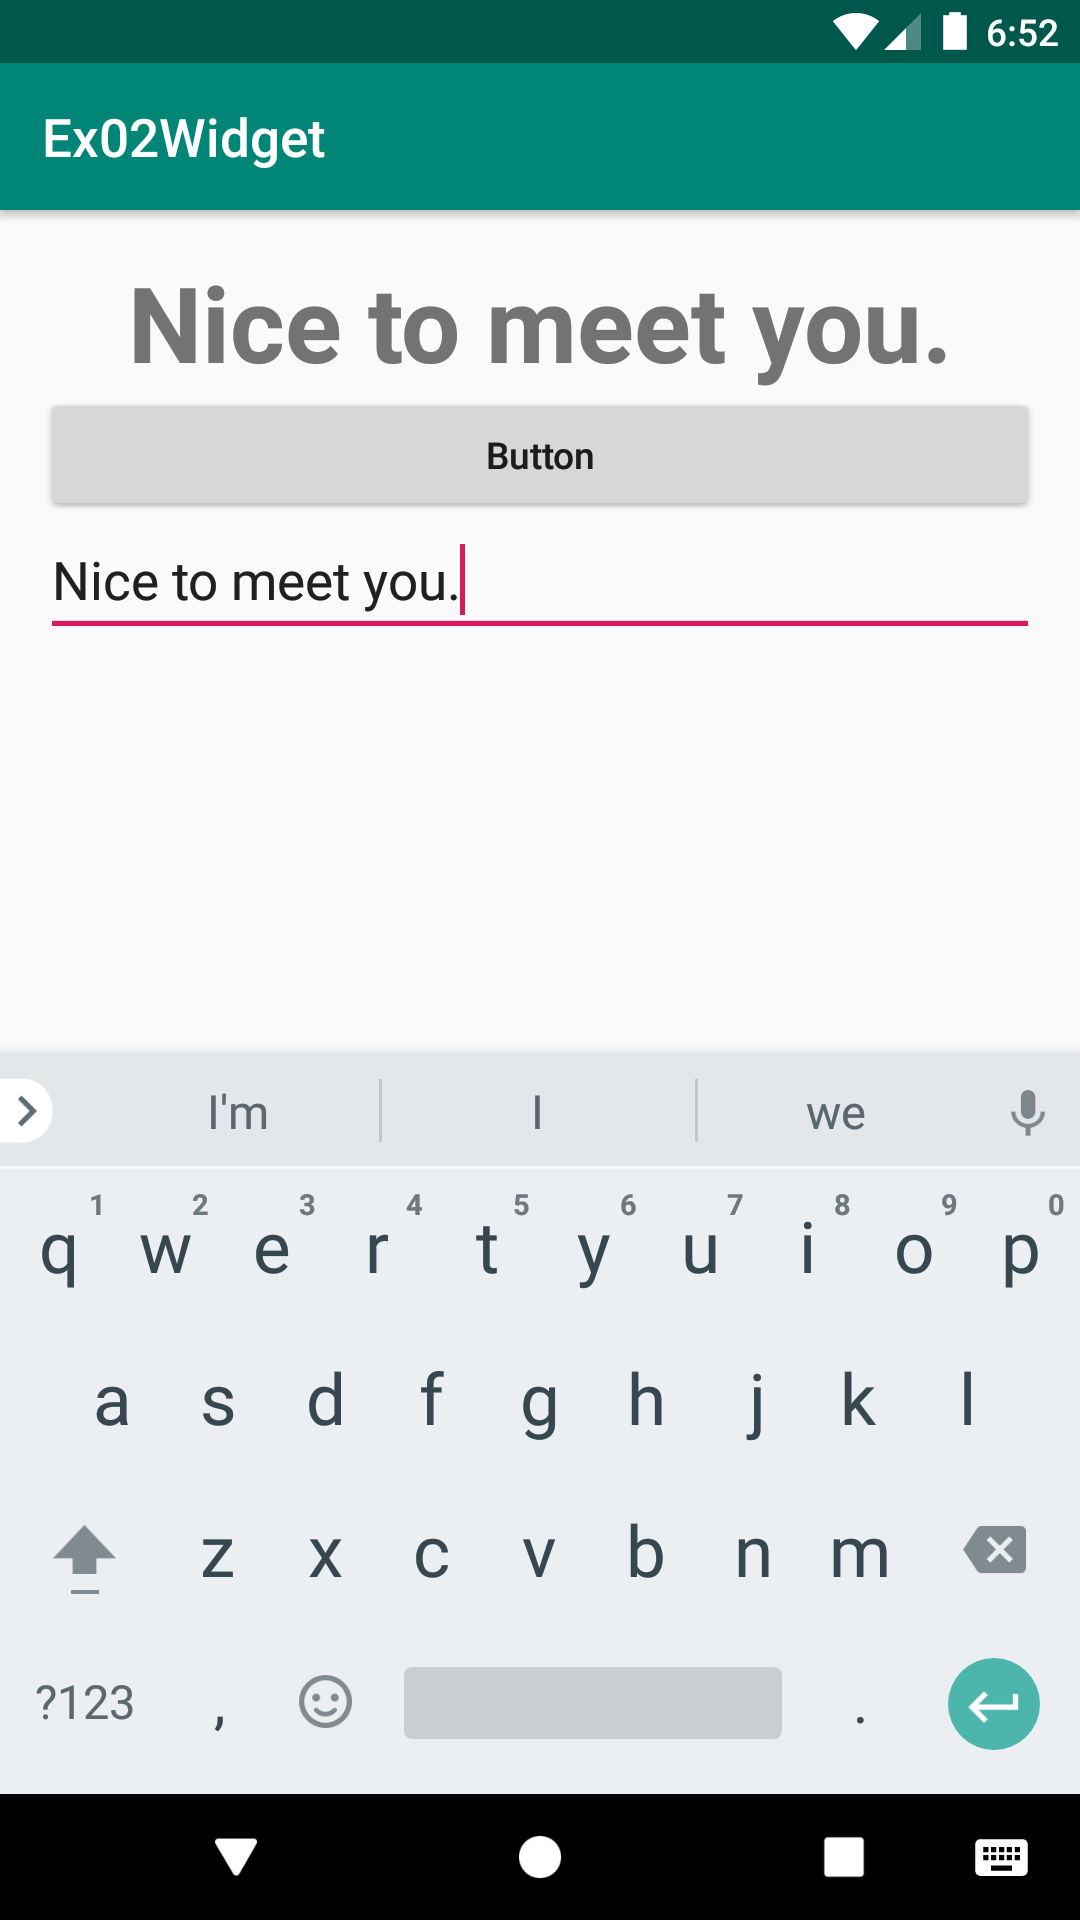 6:52
Ex02Widget
Nice to meet you.
Button
Nice to meet you.
I'm I we
1 2 3 4 5 6 7 8 9 0
q w e r t y u i o p
a s d f g h j k l
z x c v b n m
?123 , .